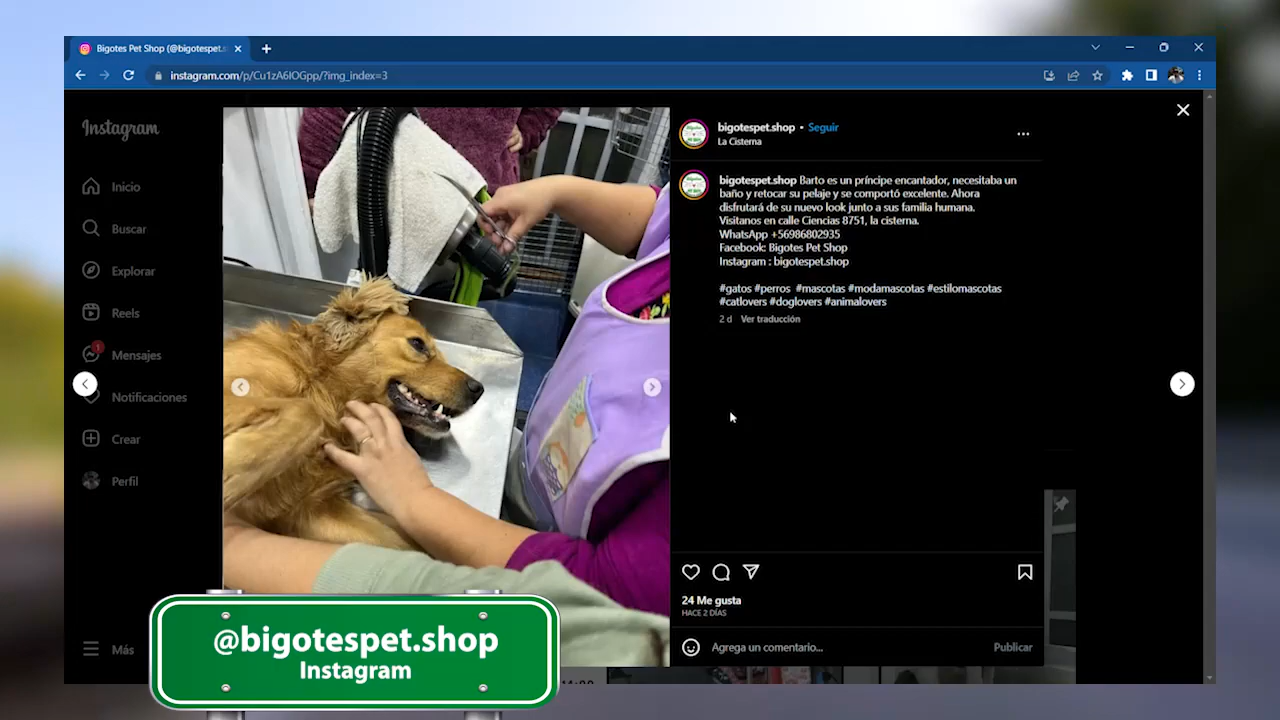 Bigotes Pet Shop (@bigotespet.s
instagram.com/p/Cu1zA6lOGpp/?img_index=3
Instagram
Inicio
Buscar
Explorar
Reels
1
Mensajes
Notificaciones
Crear
Perfil
Más
bigotespet.shop • Seguir
La Cisterna
bigotespet.shop Barto es un príncipe encantador, necesitaba un
baño y retocar su pelaje y se comportó excelente. Ahora
disfrutará de su nuevo look junto a sus familia humana.
Visitanos en calle Ciencias 8751, la cisterna.
WhatsApp +56986802935
Facebook: Bigotes Pet Shop
Instagram : bigotespet.shop
#gatos #perros #mascotas #modamascotas #estilomascotas
#catlovers #doglovers #animalovers
2 d Ver traducción
24 Me gusta
HACE 2 DÍAS
Agrega un comentario...
Publicar
@bigotespet.shop
Instagram